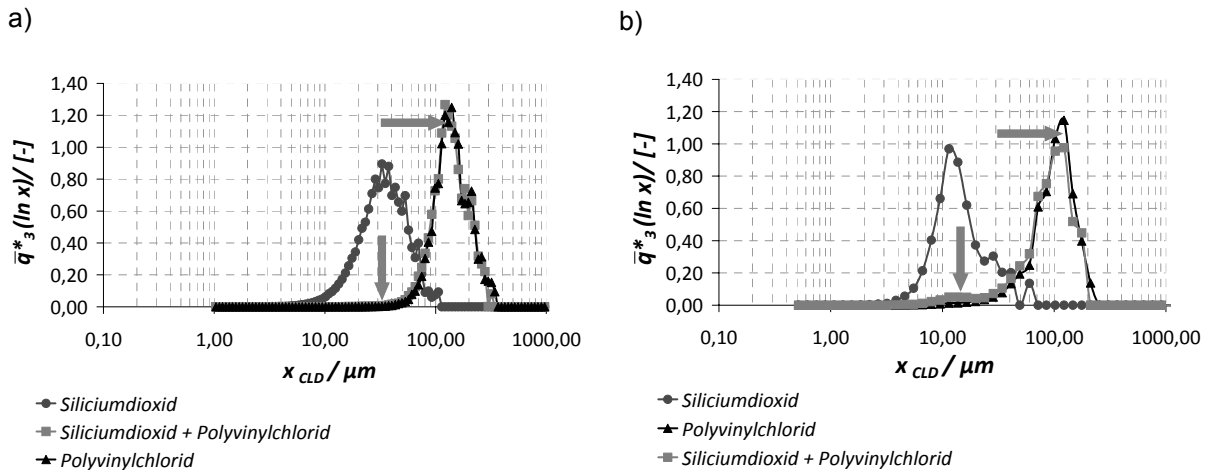 a)
1,40
1,20
1,00
0,80
0,60
0,40
0,20
0,00
q̅*3 (ln x)/ [-]
0,10 1,00 10,00 100,00 1000,00
x CLD / µm
Siliciumdioxid
Siliciumdioxid + Polyvinylchlorid
Polyvinylchlorid
b)
1,40
1,20
1,00
0,80
0,60
0,40
0,20
0,00
q̅*3 (ln x)/ [-]
0,10 1,00 10,00 100,00 1000,00
x CLD / µm
Siliciumdioxid
Polyvinylchlorid
Siliciumdioxid + Polyvinylchlorid